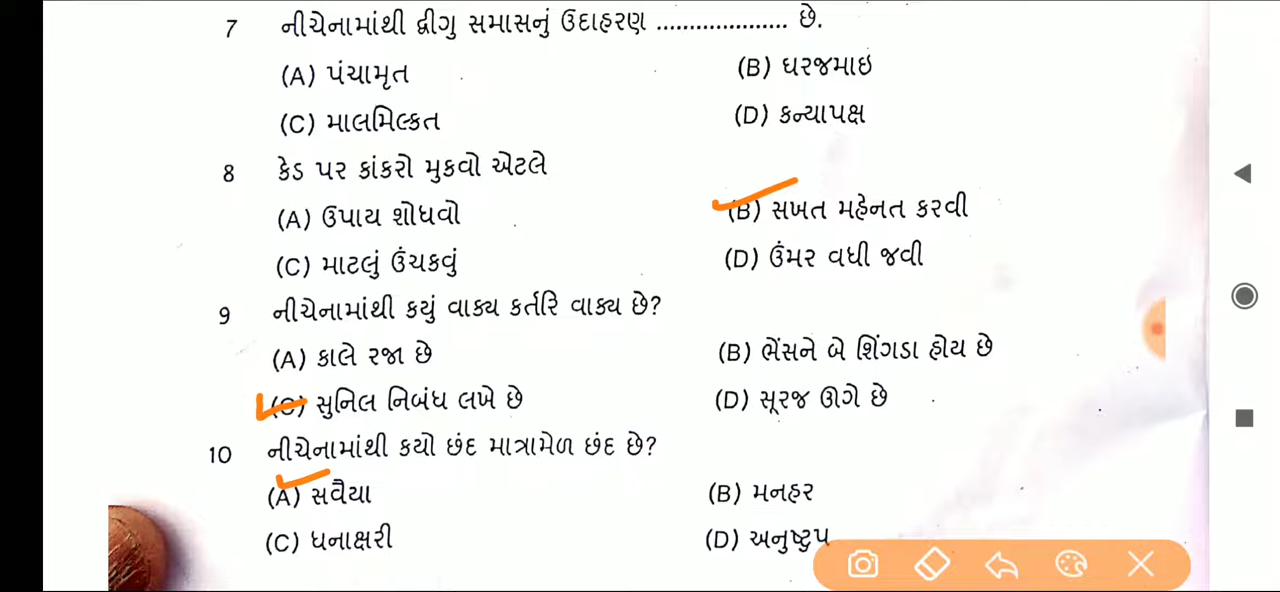 7 નીચેનામાંથી દ્વીગુ સમાસનું ઉદાહરણ .................... છે.
(A) પંચામૃત (B) ઘરજમાઇ
(C) માલમિલ્કત (D) કન્યાપક્ષ
8 કેડ પર કાંકરો મુકવો એટલે
(A) ઉપાય શોધવો (B) સખત મહેનત કરવી
(C) માટલું ઉંચકવું (D) ઉંમર વધી જવી
9 નીચેનામાંથી કયું વાક્ય કર્તરિ વાક્ય છે?
(A) કાલે રજા છે (B) ભેંસને બે શિંગડા હોય છે
(C) સુનિલ નિબંધ લખે છે (D) સૂરજ ઊગે છે
10 નીચેનામાંથી કયો છંદ માત્રામેળ છંદ છે?
(A) સવૈયા (B) મનહર
(C) ઘનાક્ષરી (D) અનુષ્ટુપ